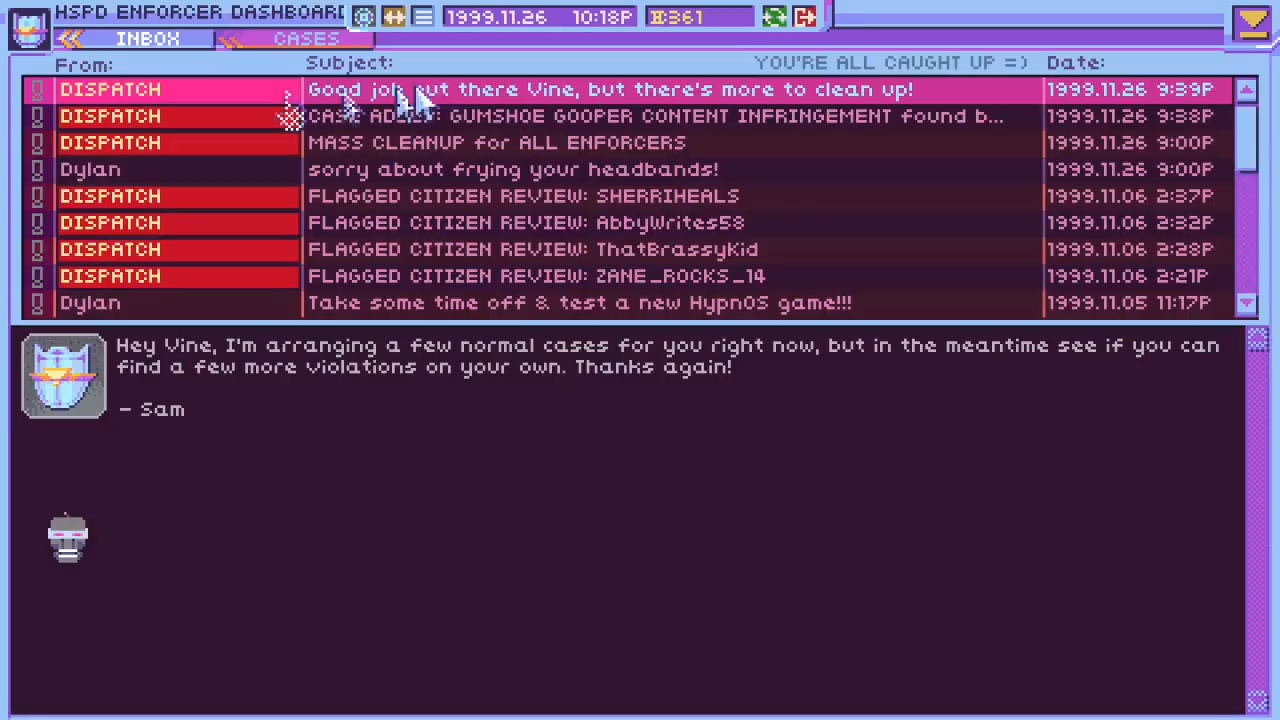 HSPD ENFORCER DASHBOARD
1999.11.26 10:18P
361
INBOX
CASES
From:
Subject:
YOU'RE ALL CAUGHT UP =)
Date:
DISPATCH
Good job out there Vine, but there's more to clean up!
1999.11.26 9:39P
DISPATCH
GUMSHOE GOOPER CONTENT INFRINGEMENT found b...
1999.11.26 9:38P
DISPATCH
MASS CLEANUP for ALL ENFORCERS
1999.11.26 9:00P
Dylan
sorry about frying your headbands!
1999.11.26 9:00P
DISPATCH
FLAGGED CITIZEN REVIEW: SHERRIHEALS
1999.11.06 2:37P
DISPATCH
FLAGGED CITIZEN REVIEW: AbbyWrites58
1999.11.06 2:32P
DISPATCH
FLAGGED CITIZEN REVIEW: ThatBrassyKid
1999.11.06 2:28P
DISPATCH
FLAGGED CITIZEN REVIEW: ZANE_ROCKS_14
1999.11.06 2:21P
Dylan
Take some time off & test a new HypnOS game!!!
1999.11.05 11:17P
Hey Vine, I'm arranging a few normal cases for you right now, but in the meantime see if you can
find a few more violations on your own. Thanks again!
- Sam